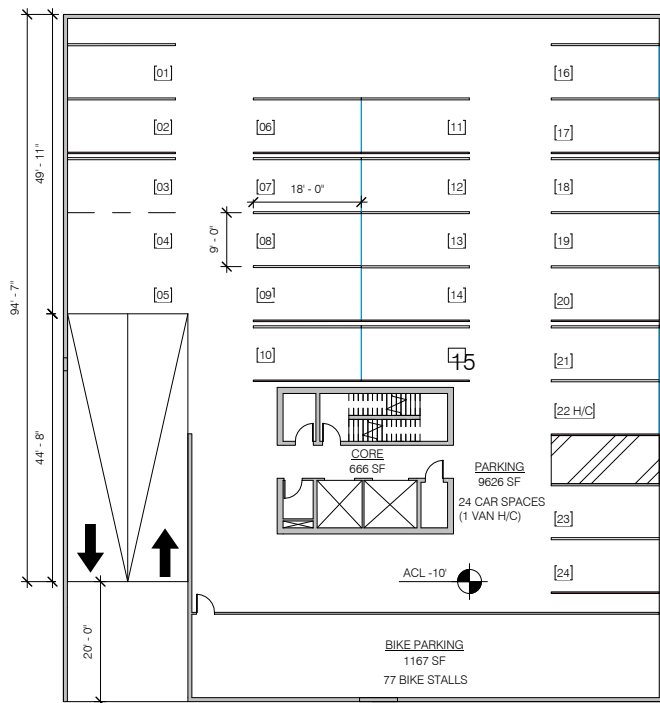 [01]
[16]
[02]
[06]
[11]
[17]
49' - 11"
[03]
[07]
18' - 0"
[12]
[18]
9' - 0"
[04]
[08]
[13]
[19]
94' - 7"
[05]
[09]
[14]
[20]
[10]
15
[21]
[22 H/C]
44' - 8"
CORE
666 SF
PARKING
9626 SF
24 CAR SPACES
(1 VAN H/C)
[23]
ACL -10'
[24]
20' - 0"
BIKE PARKING
1167 SF
77 BIKE STALLS